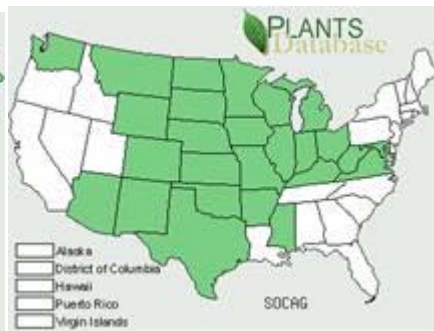 PLANTS
Database
Alaska
District of Columbia
Hawaii
Puerto Rico
Virgin Islands
SOCAG